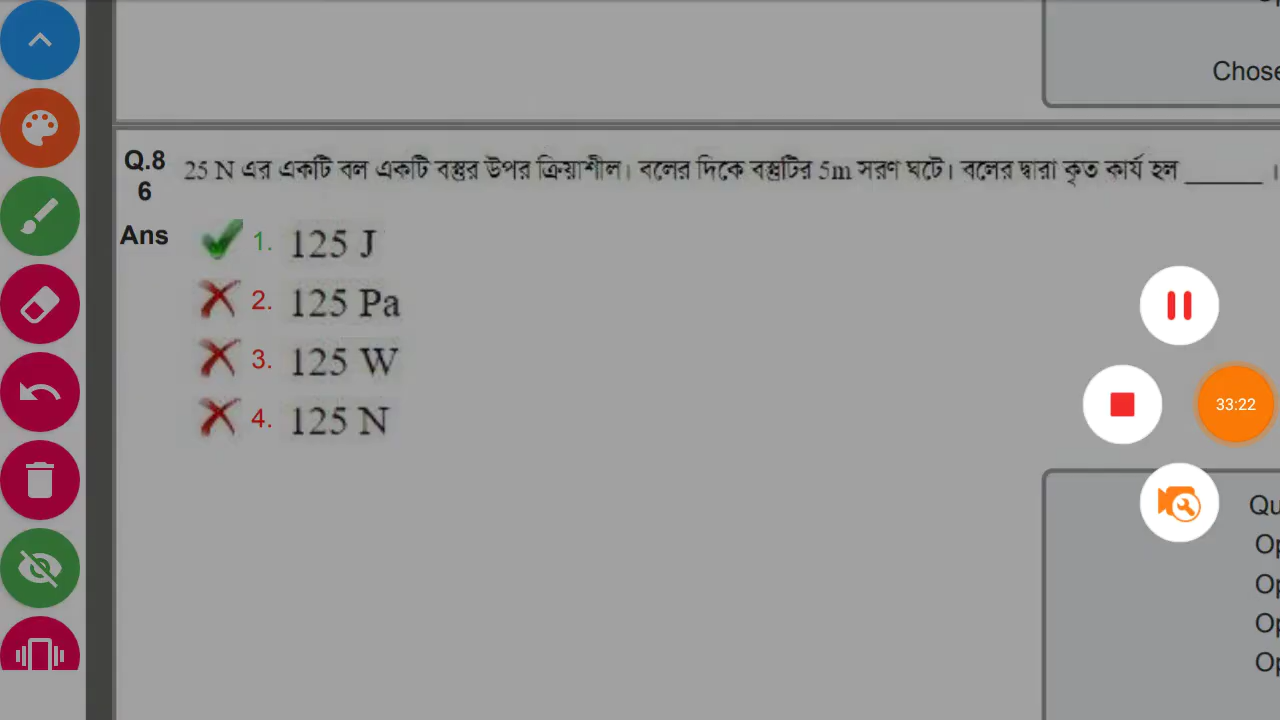 Chose
Q.8
6
25 N এর একটি বল একটি বস্তুর উপর ক্রিয়াশীল। বলের দিকে বস্তুটির 5m সরণ ঘটে। বলের দ্বারা কৃত কার্য হল ______ ।
Ans
1. 125 J
2. 125 Pa
3. 125 W
4. 125 N
33:22
Qu
Op
Op
Op
Op